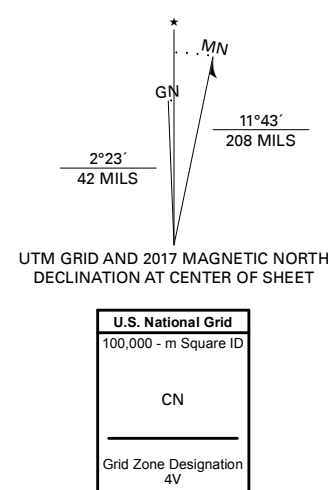 ★
MN
GN
11°43´
208 MILS
2°23´
42 MILS
UTM GRID AND 2017 MAGNETIC NORTH
DECLINATION AT CENTER OF SHEET
U.S. National Grid
100,000 - m Square ID
CN
Grid Zone Designation
4V